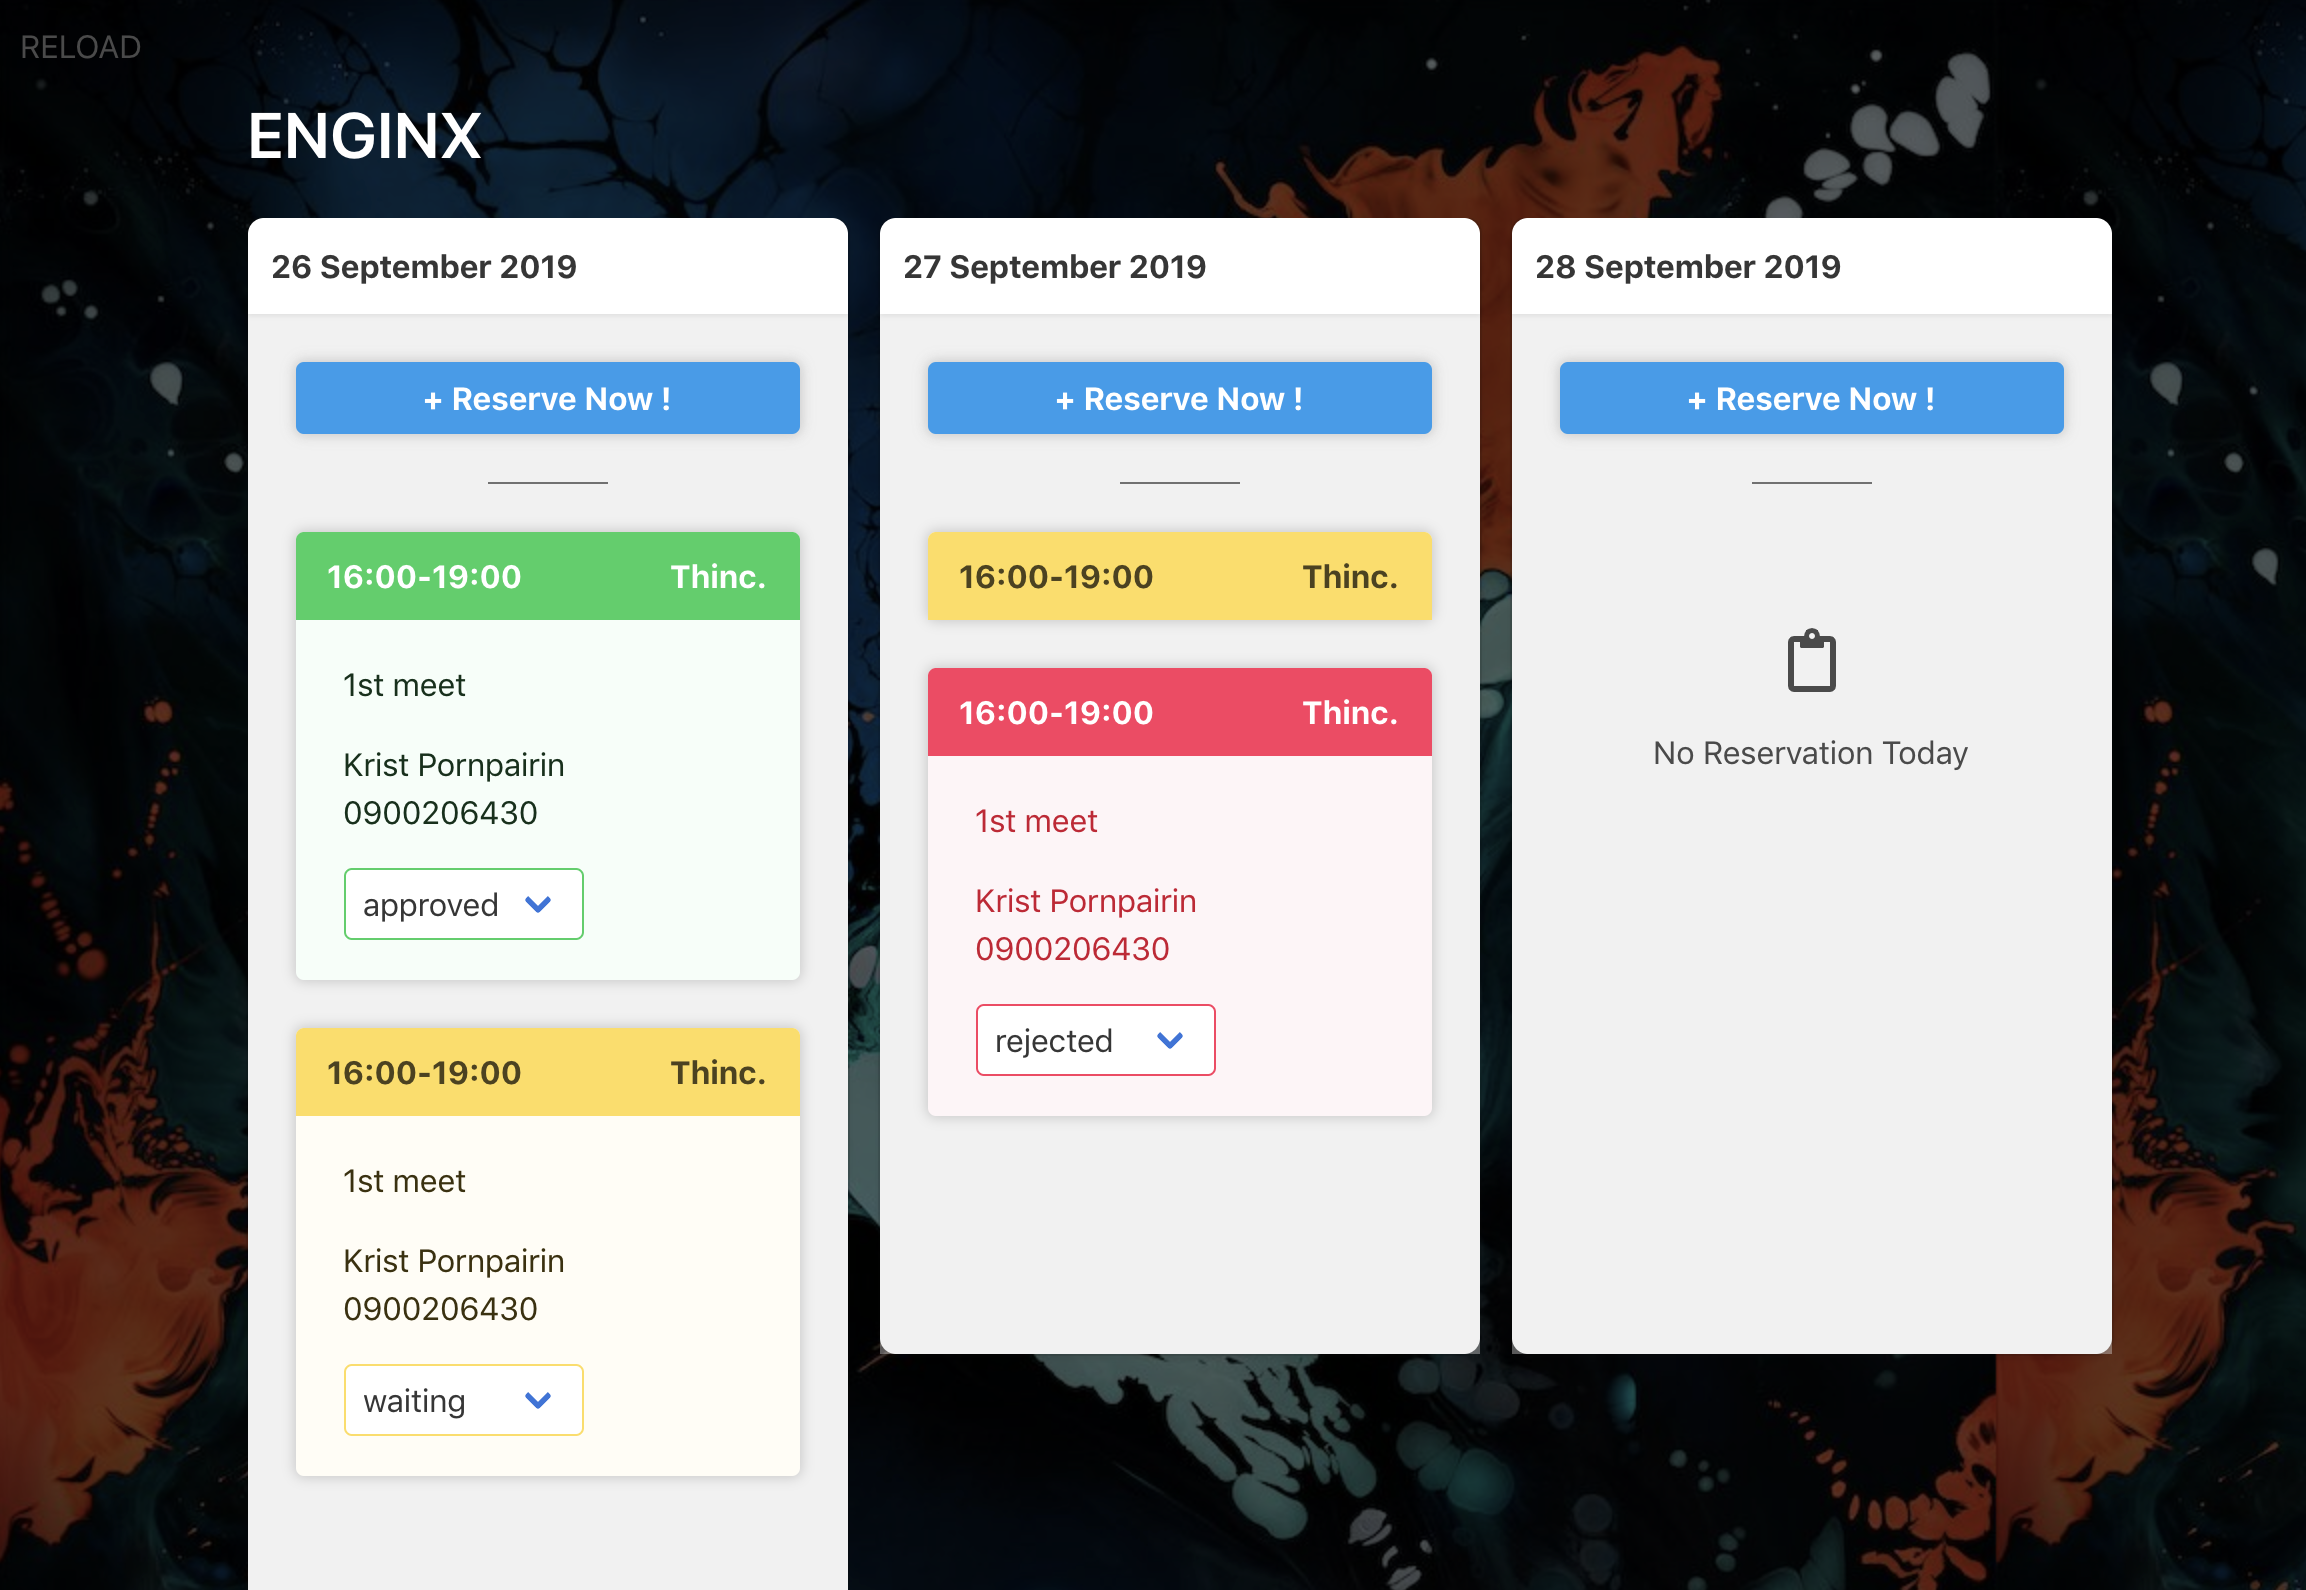 RELOAD
ENGINX
26 September 2019
+ Reserve Now !
16:00-19:00 Thinc.
1st meet
Krist Pornpairin
0900206430
approved
16:00-19:00 Thinc.
1st meet
Krist Pornpairin
0900206430
waiting
27 September 2019
+ Reserve Now !
16:00-19:00 Thinc.
16:00-19:00 Thinc.
1st meet
Krist Pornpairin
0900206430
rejected
28 September 2019
+ Reserve Now !
No Reservation Today